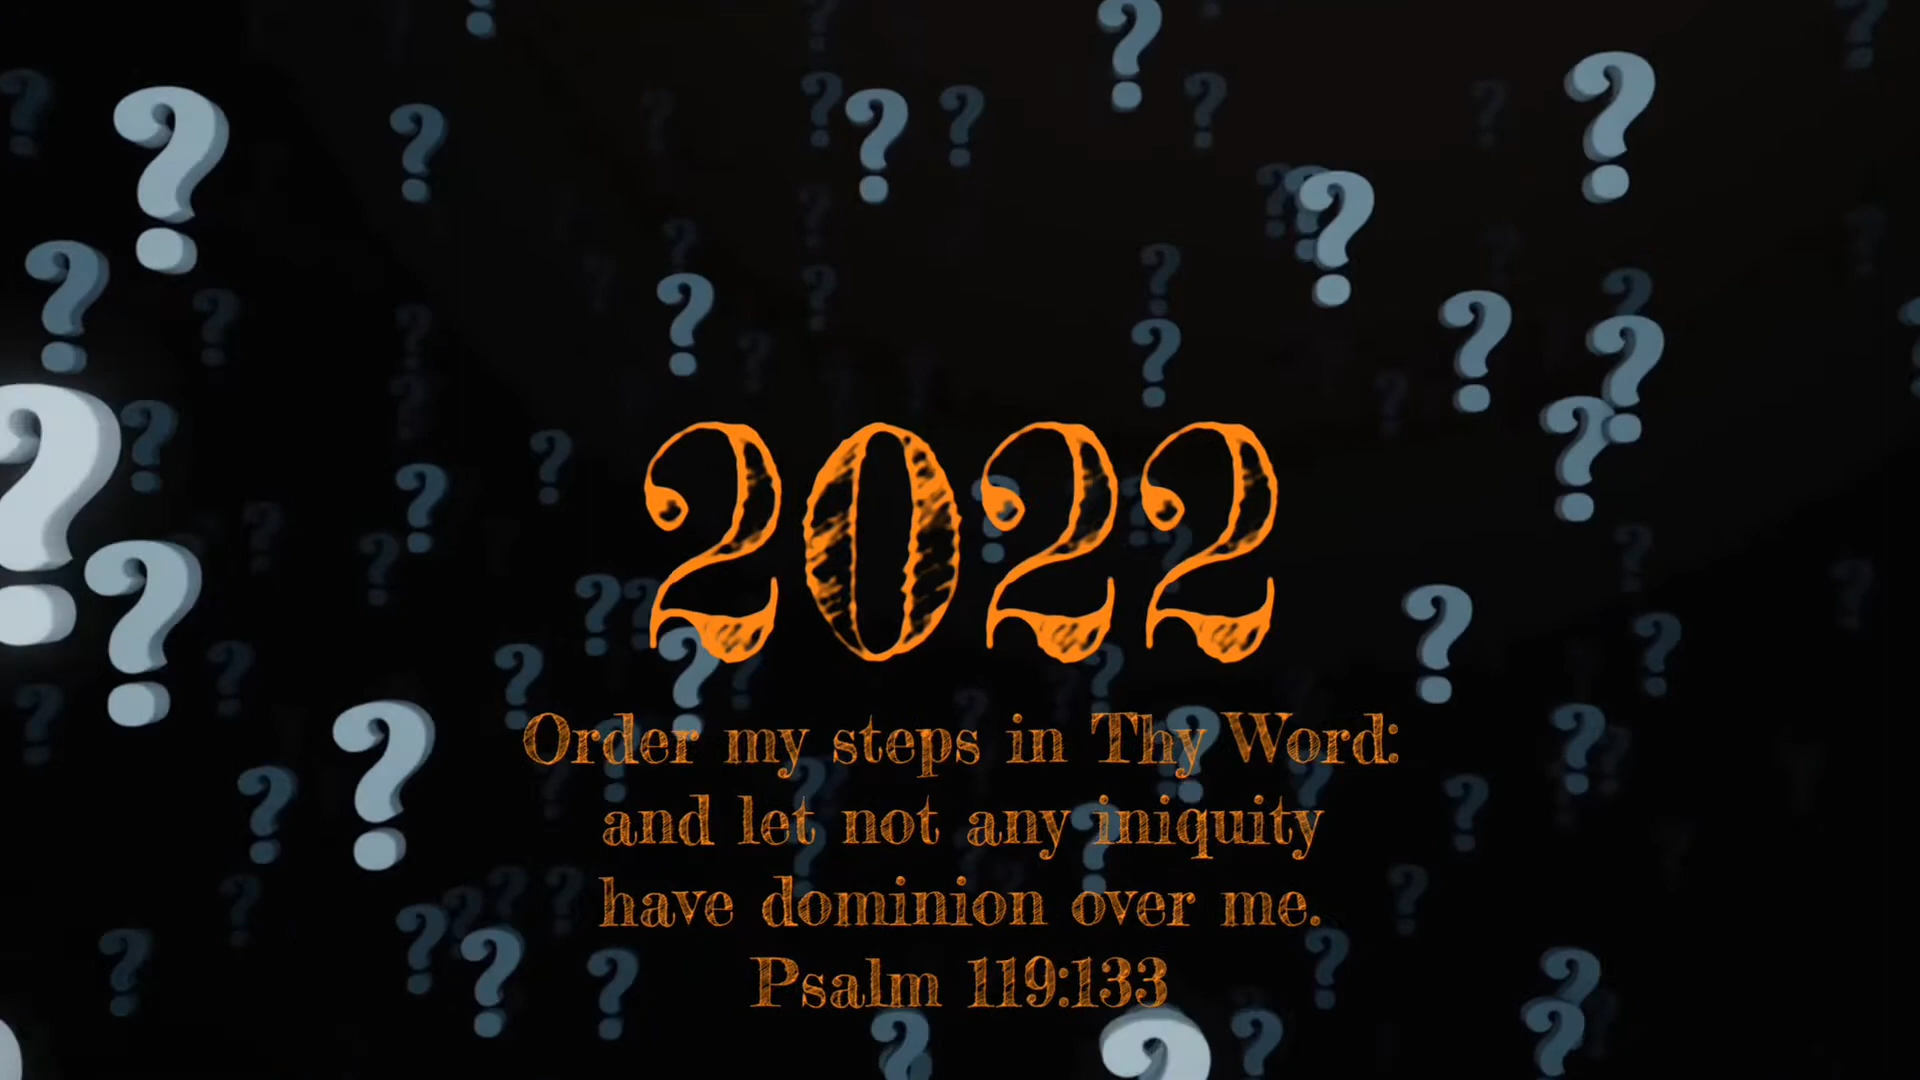 2022
Order my steps in Thy Word:
and let not any iniquity
have dominion over me.
Psalm 119:133